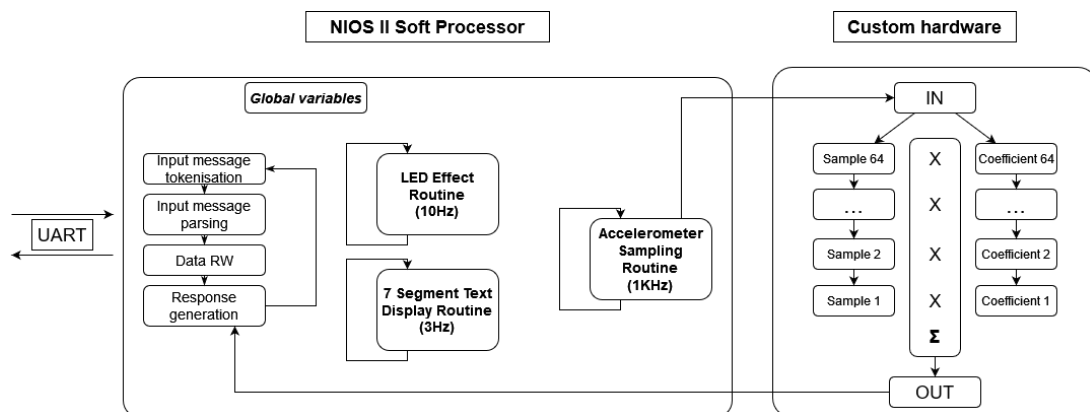 NIOS II Soft Processor
Custom hardware
Global variables
UART
Input message
tokenisation
Input message
parsing
Data RW
Response
generation
LED Effect
Routine
(10Hz)
7 Segment Text
Display Routine
(3Hz)
Accelerometer
Sampling
Routine
(1KHz)
IN
Sample 64
X
Coefficient 64
...
X
...
Sample 2
X
Coefficient 2
Sample 1
X
Coefficient 1
Σ
OUT